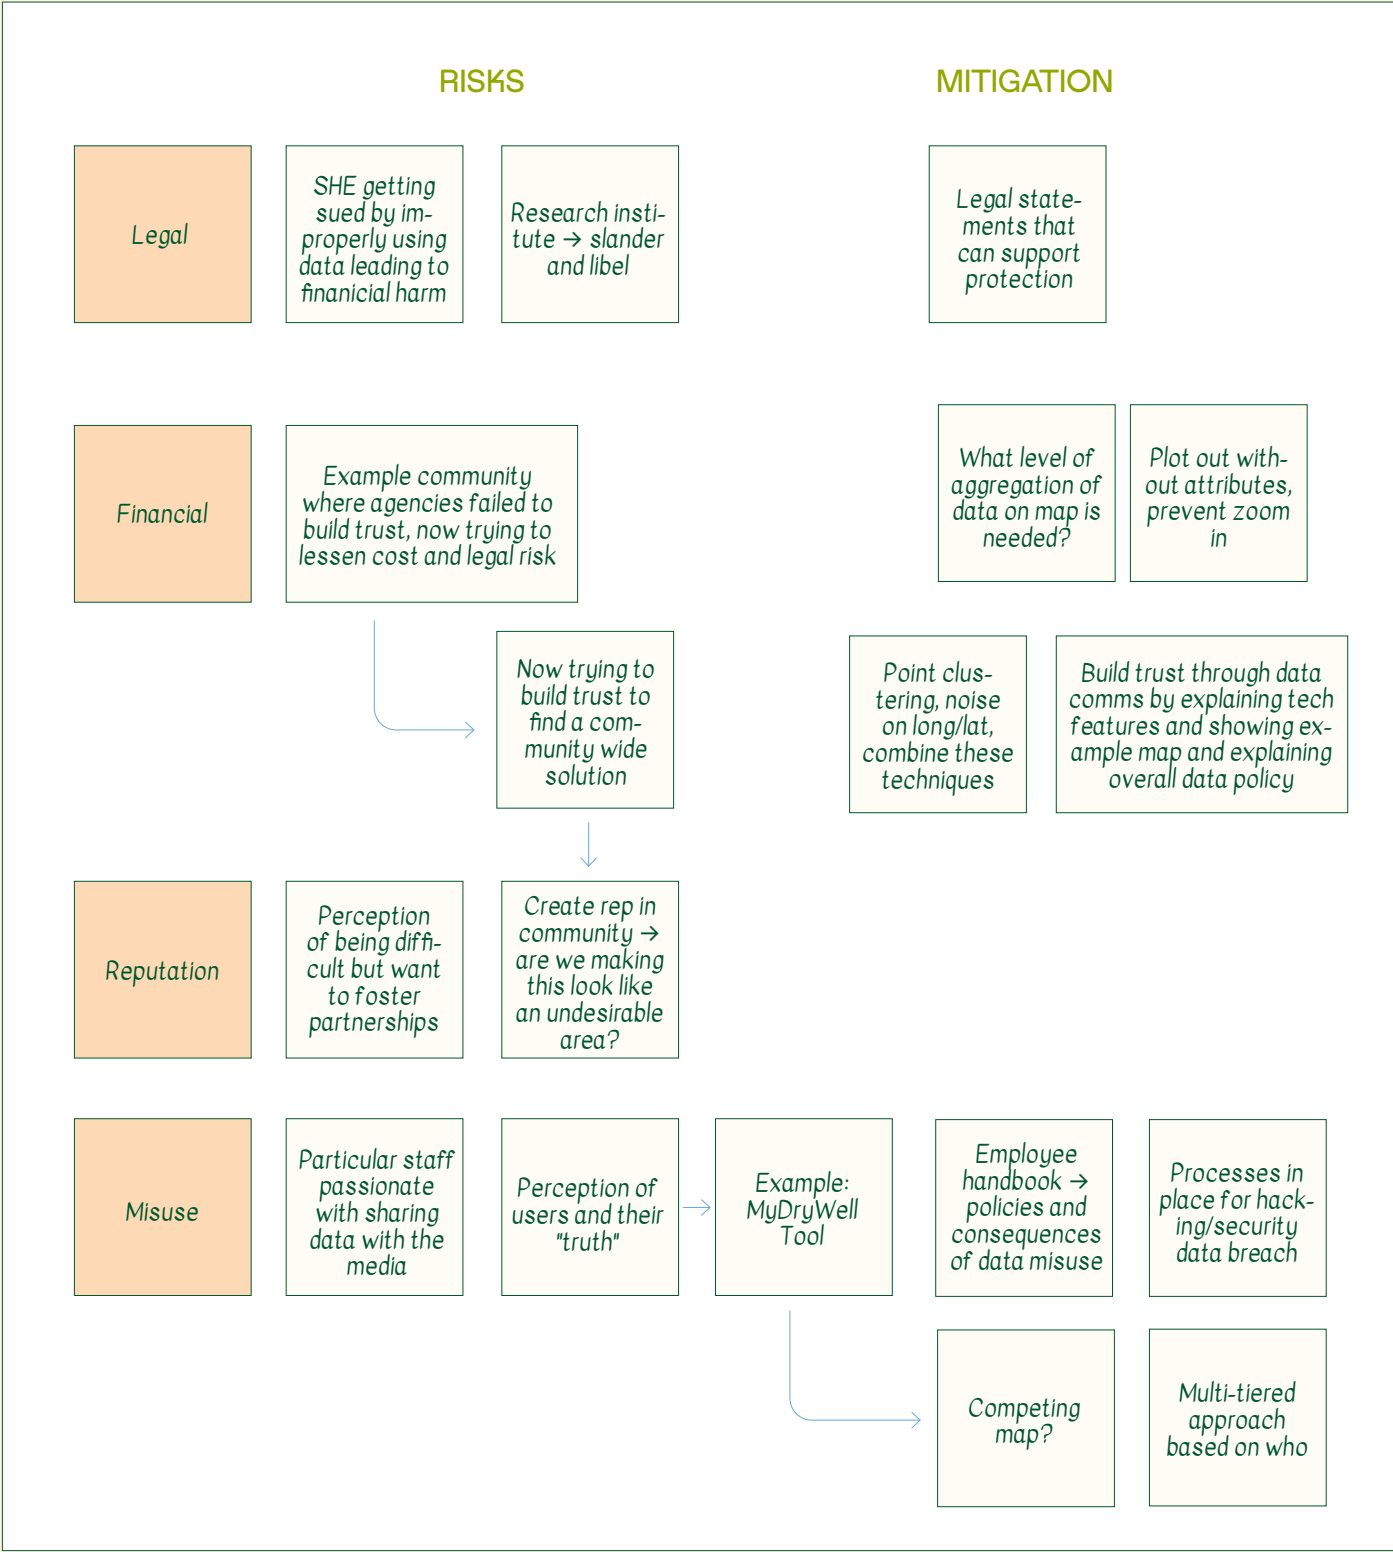 RISKS
MITIGATION
Legal
SHE getting
sued by im-
properly using
data leading to
finanicial harm
Research insti-
tute → slander
and libel
Legal state-
ments that
can support
protection
Financial
Example community
where agencies failed to
build trust, now trying to
lessen cost and legal risk
What level of
aggregation of
data on map is
needed?
Plot out with-
out attributes,
prevent zoom
in
Now trying to
build trust to
find a com-
munity wide
solution
Point clus-
tering, noise
on long/lat,
combine these
techniques
Build trust through data
comms by explaining tech
features and showing ex-
ample map and explaining
overall data policy
Reputation
Perception
of being diffi-
cult but want
to foster
partnerships
Create rep in
community →
are we making
this look like
an undesirable
area?
Misuse
Particular staff
passionate
with sharing
data with the
media
Perception of
users and their
"truth"
Example:
MyDryWell
Tool
Employee
handbook →
policies and
consequences
of data misuse
Processes in
place for hack-
ing/security
data breach
Competing
map?
Multi-tiered
approach
based on who